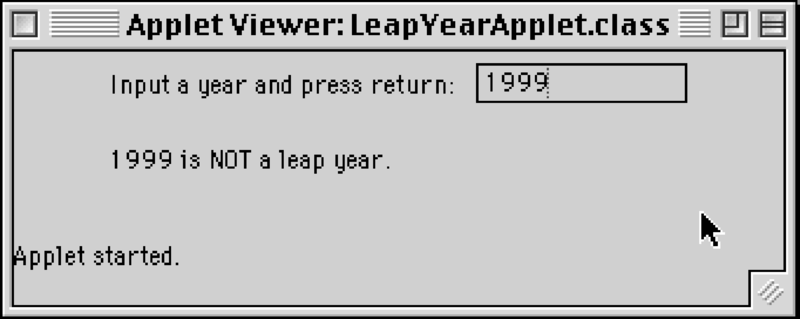 Applet Viewer: LeapYearApplet.class
Input a year and press return: 1999
1999 is NOT a leap year.
Applet started.